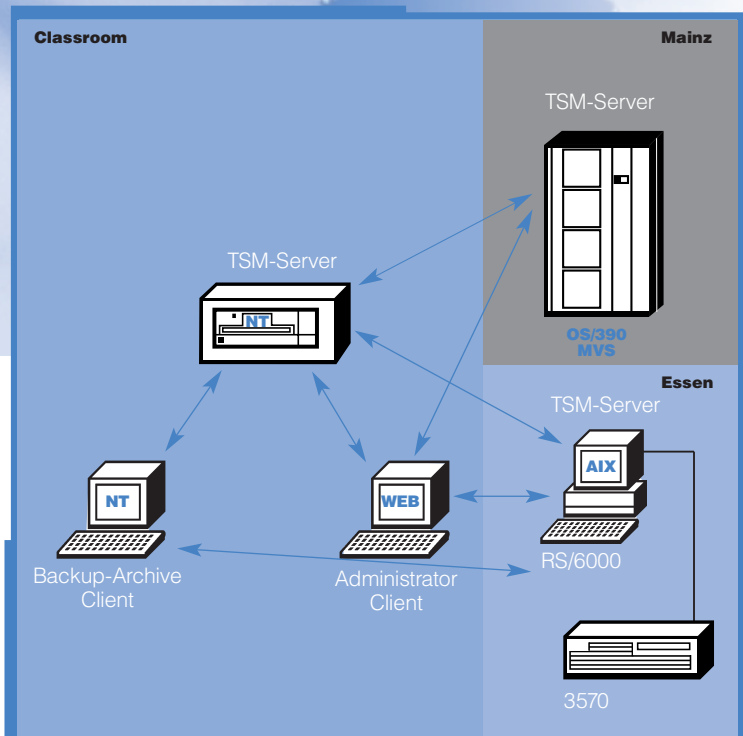 Classroom
Mainz
TSM-Server
OS/390
MVS
TSM-Server
NT
Essen
TSM-Server
AIX
RS/6000
NT
Backup-Archive
Client
WEB
Administrator
Client
3570